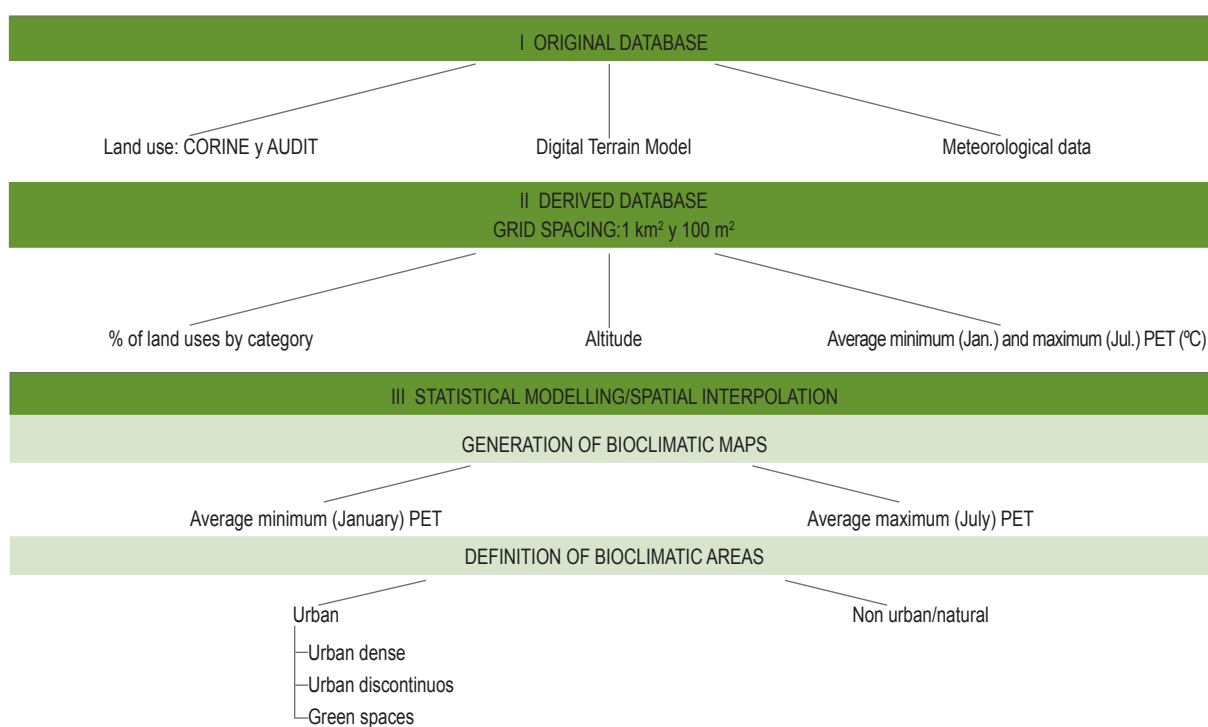 I ORIGINAL DATABASE
Land use: CORINE y AUDIT
Digital Terrain Model
Meteorological data
II DERIVED DATABASE
GRID SPACING:1 km² y 100 m²
% of land uses by category
Altitude
Average minimum (Jan.) and maximum (Jul.) PET (ºC)
III STATISTICAL MODELLING/SPATIAL INTERPOLATION
GENERATION OF BIOCLIMATIC MAPS
Average minimum (January) PET
Average maximum (July) PET
DEFINITION OF BIOCLIMATIC AREAS
Urban
Non urban/natural
Urban dense
Urban discontinuos
Green spaces